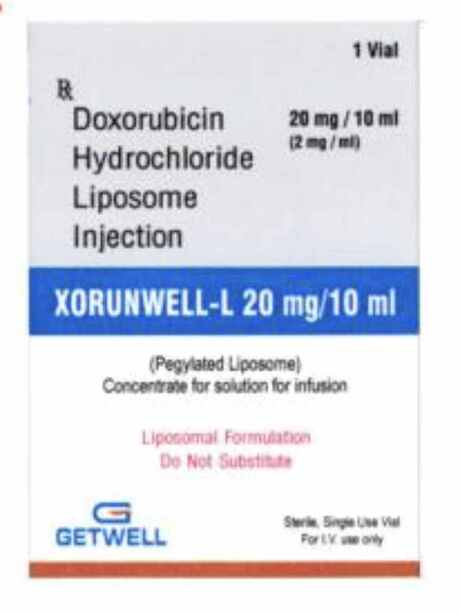 1 Vial
℞
Doxorubicin
Hydrochloride
Liposome
Injection
20 mg / 10 ml
(2 mg / ml)
XORUNWELL-L 20 mg/10 ml
(Pegylated Liposome)
Concentrate for solution for infusion
Liposomal Formulation
Do Not Substitute
GETWELL
Sterile, Single Use Vial
For I.V. use only